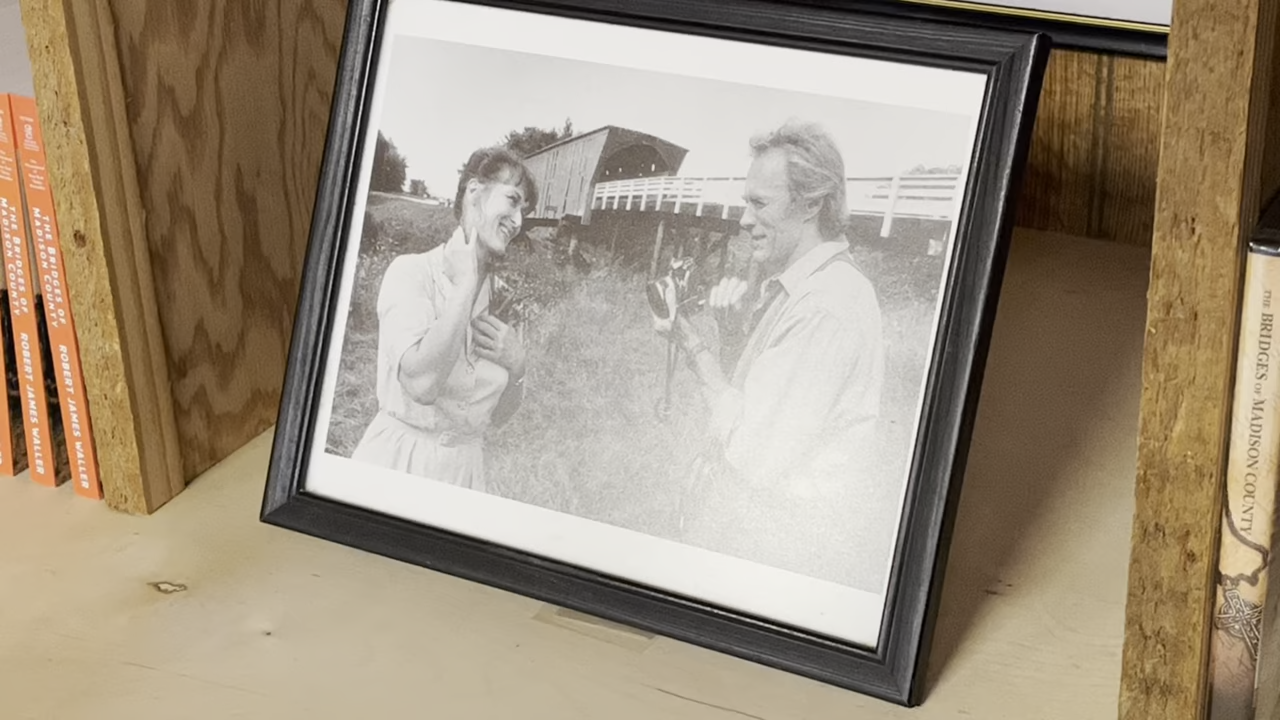 THE BRIDGES OF
MADISON COUNTY
ROBERT JAMES WALLER
THE BRIDGES OF
MADISON COUNTY
ROBERT JAMES WALLER
THE BRIDGES OF MADISON COUNTY